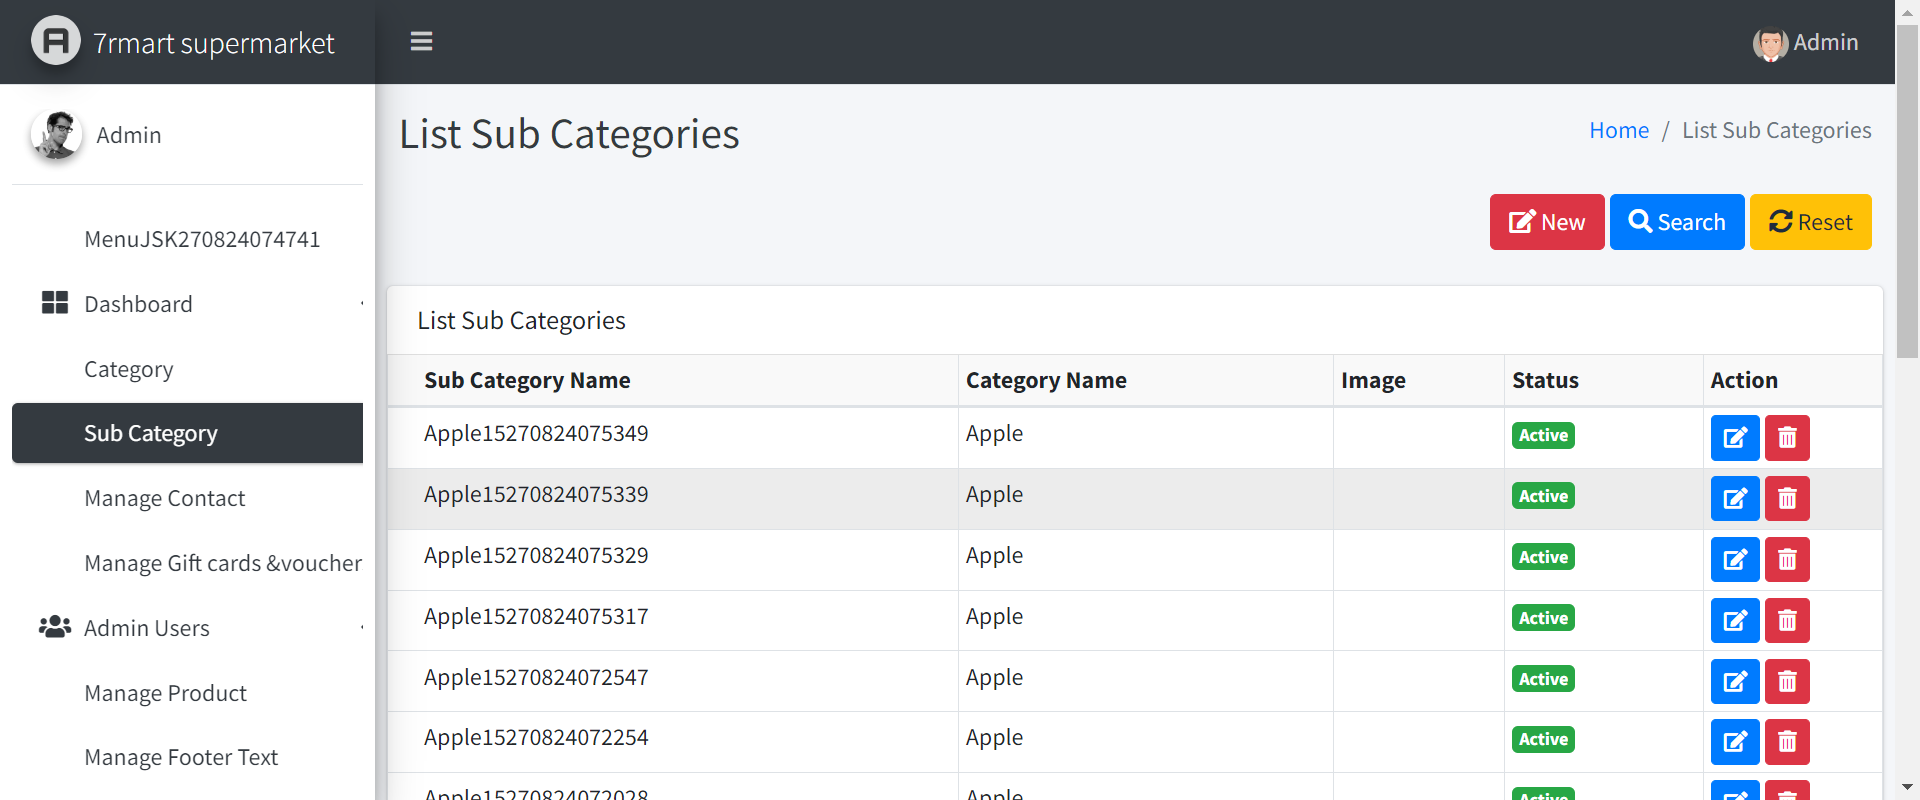 7rmart supermarket
Admin
Admin
MenuJSK270824074741
Dashboard
Category
Sub Category
Manage Contact
Manage Gift cards &voucher
Admin Users
Manage Product
Manage Footer Text
List Sub Categories
Home / List Sub Categories
New Search Reset
List Sub Categories
Sub Category Name Category Name Image Status Action
Apple15270824075349 Apple Active
Apple15270824075339 Apple Active
Apple15270824075329 Apple Active
Apple15270824075317 Apple Active
Apple15270824072547 Apple Active
Apple15270824072254 Apple Active
Apple15270824072028 Apple Active